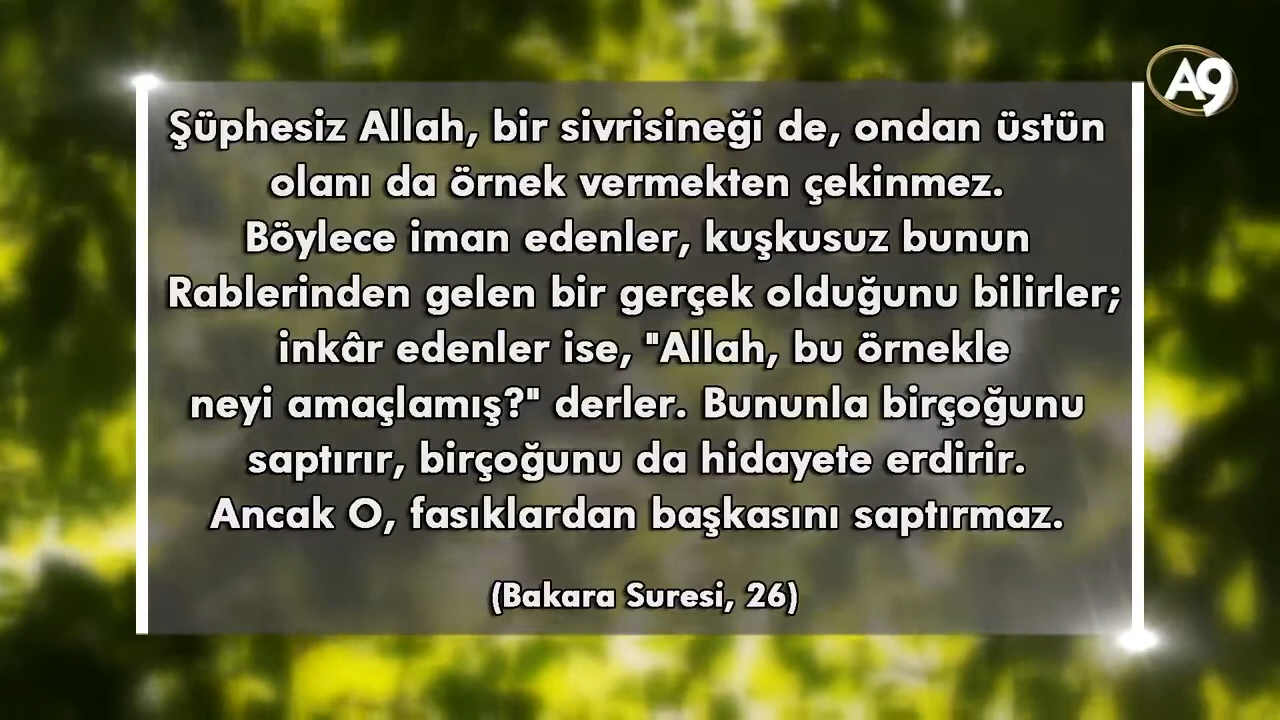 A9
Şüphesiz Allah, bir sivrisineği de, ondan üstün
olanı da örnek vermekten çekinmez.
Böylece iman edenler, kuşkusuz bunun
Rablerinden gelen bir gerçek olduğunu bilirler;
inkâr edenler ise, "Allah, bu örnekle
neyi amaçlamış?" derler. Bununla birçoğunu
saptırır, birçoğunu da hidayete erdirir.
Ancak O, fasıklardan başkasını saptırmaz.
(Bakara Suresi, 26)